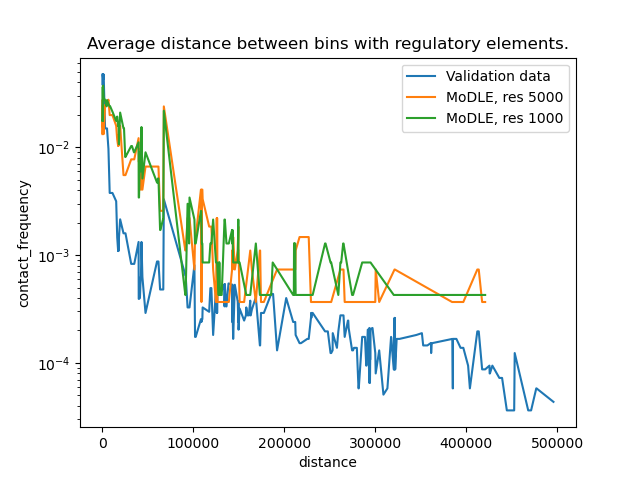 Average distance between bins with regulatory elements.
Validation data
MoDLE, res 5000
MoDLE, res 1000
10⁻²
10⁻³
10⁻⁴
contact_frequency
0 100000 200000 300000 400000 500000
distance